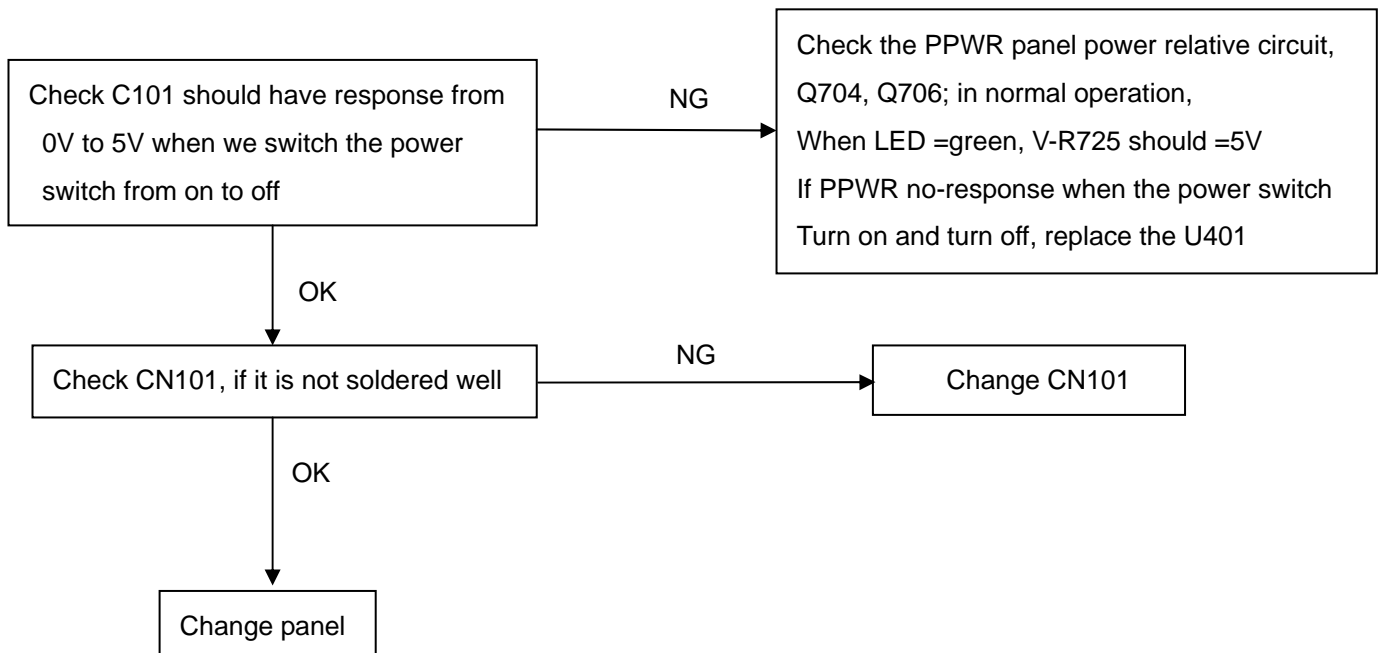 Check C101 should have response from
0V to 5V when we switch the power
switch from on to off
NG
Check the PPWR panel power relative circuit,
Q704, Q706; in normal operation,
When LED =green, V-R725 should =5V
If PPWR no-response when the power switch
Turn on and turn off, replace the U401
OK
Check CN101, if it is not soldered well
NG
Change CN101
OK
Change panel